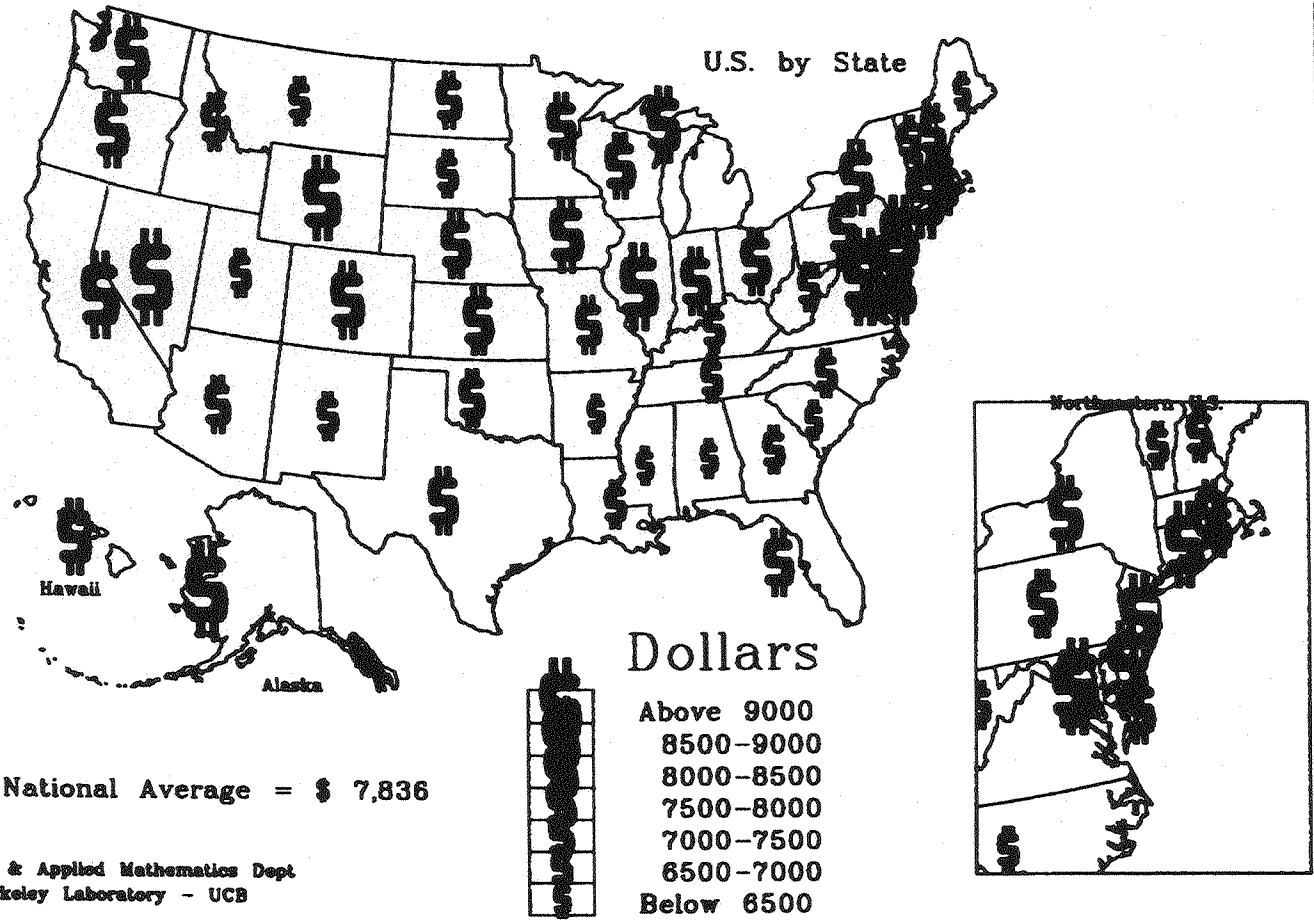 U.S. by State
Northeastern U.S.
Hawaii
Alaska
Dollars
Above 9000
8500-9000
8000-8500
7500-8000
7000-7500
6500-7000
Below 6500
National Average = $ 7,836
& Applied Mathematics Dept
keley Laboratory - UCB